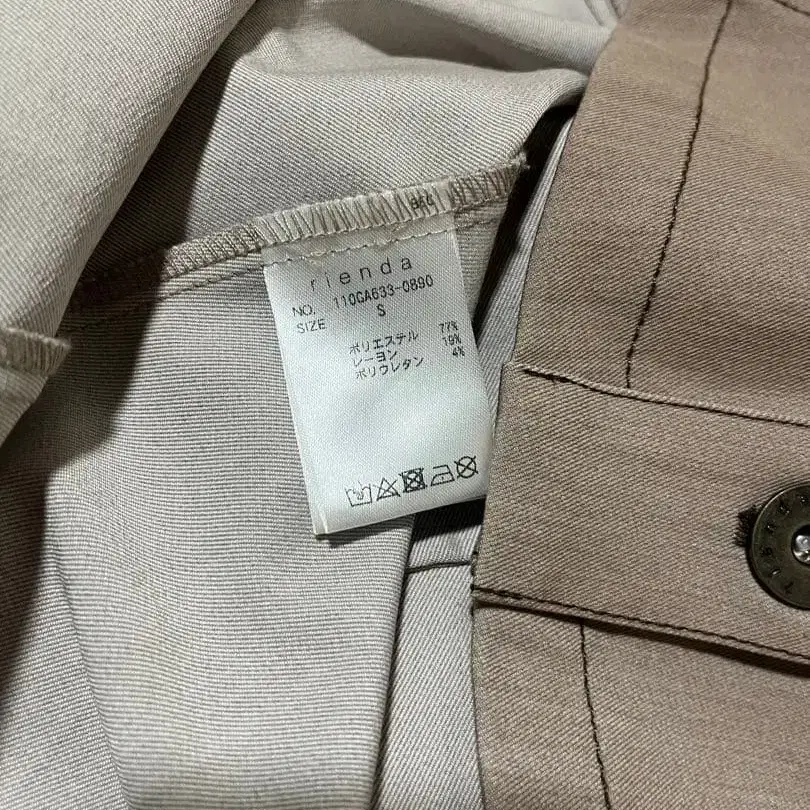 rienda
NO. 110GA633-0890
SIZE S
ポリエステル 77%
レーヨン 19%
ポリウレタン 4%